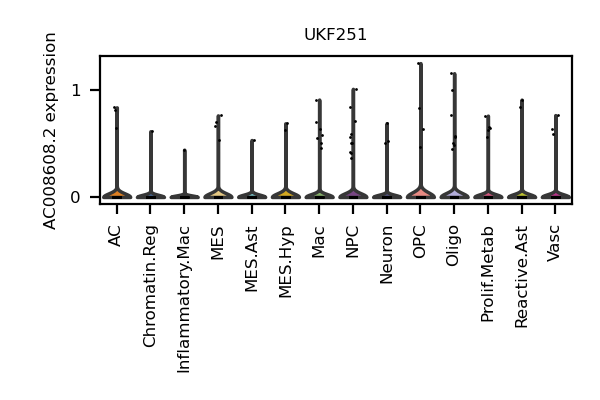 UKF251
AC008608.2 expression
1
0
AC
Chromatin.Reg
Inflammatory.Mac
MES
MES.Ast
MES.Hyp
Mac
NPC
Neuron
OPC
Oligo
Prolif.Metab
Reactive.Ast
Vasc